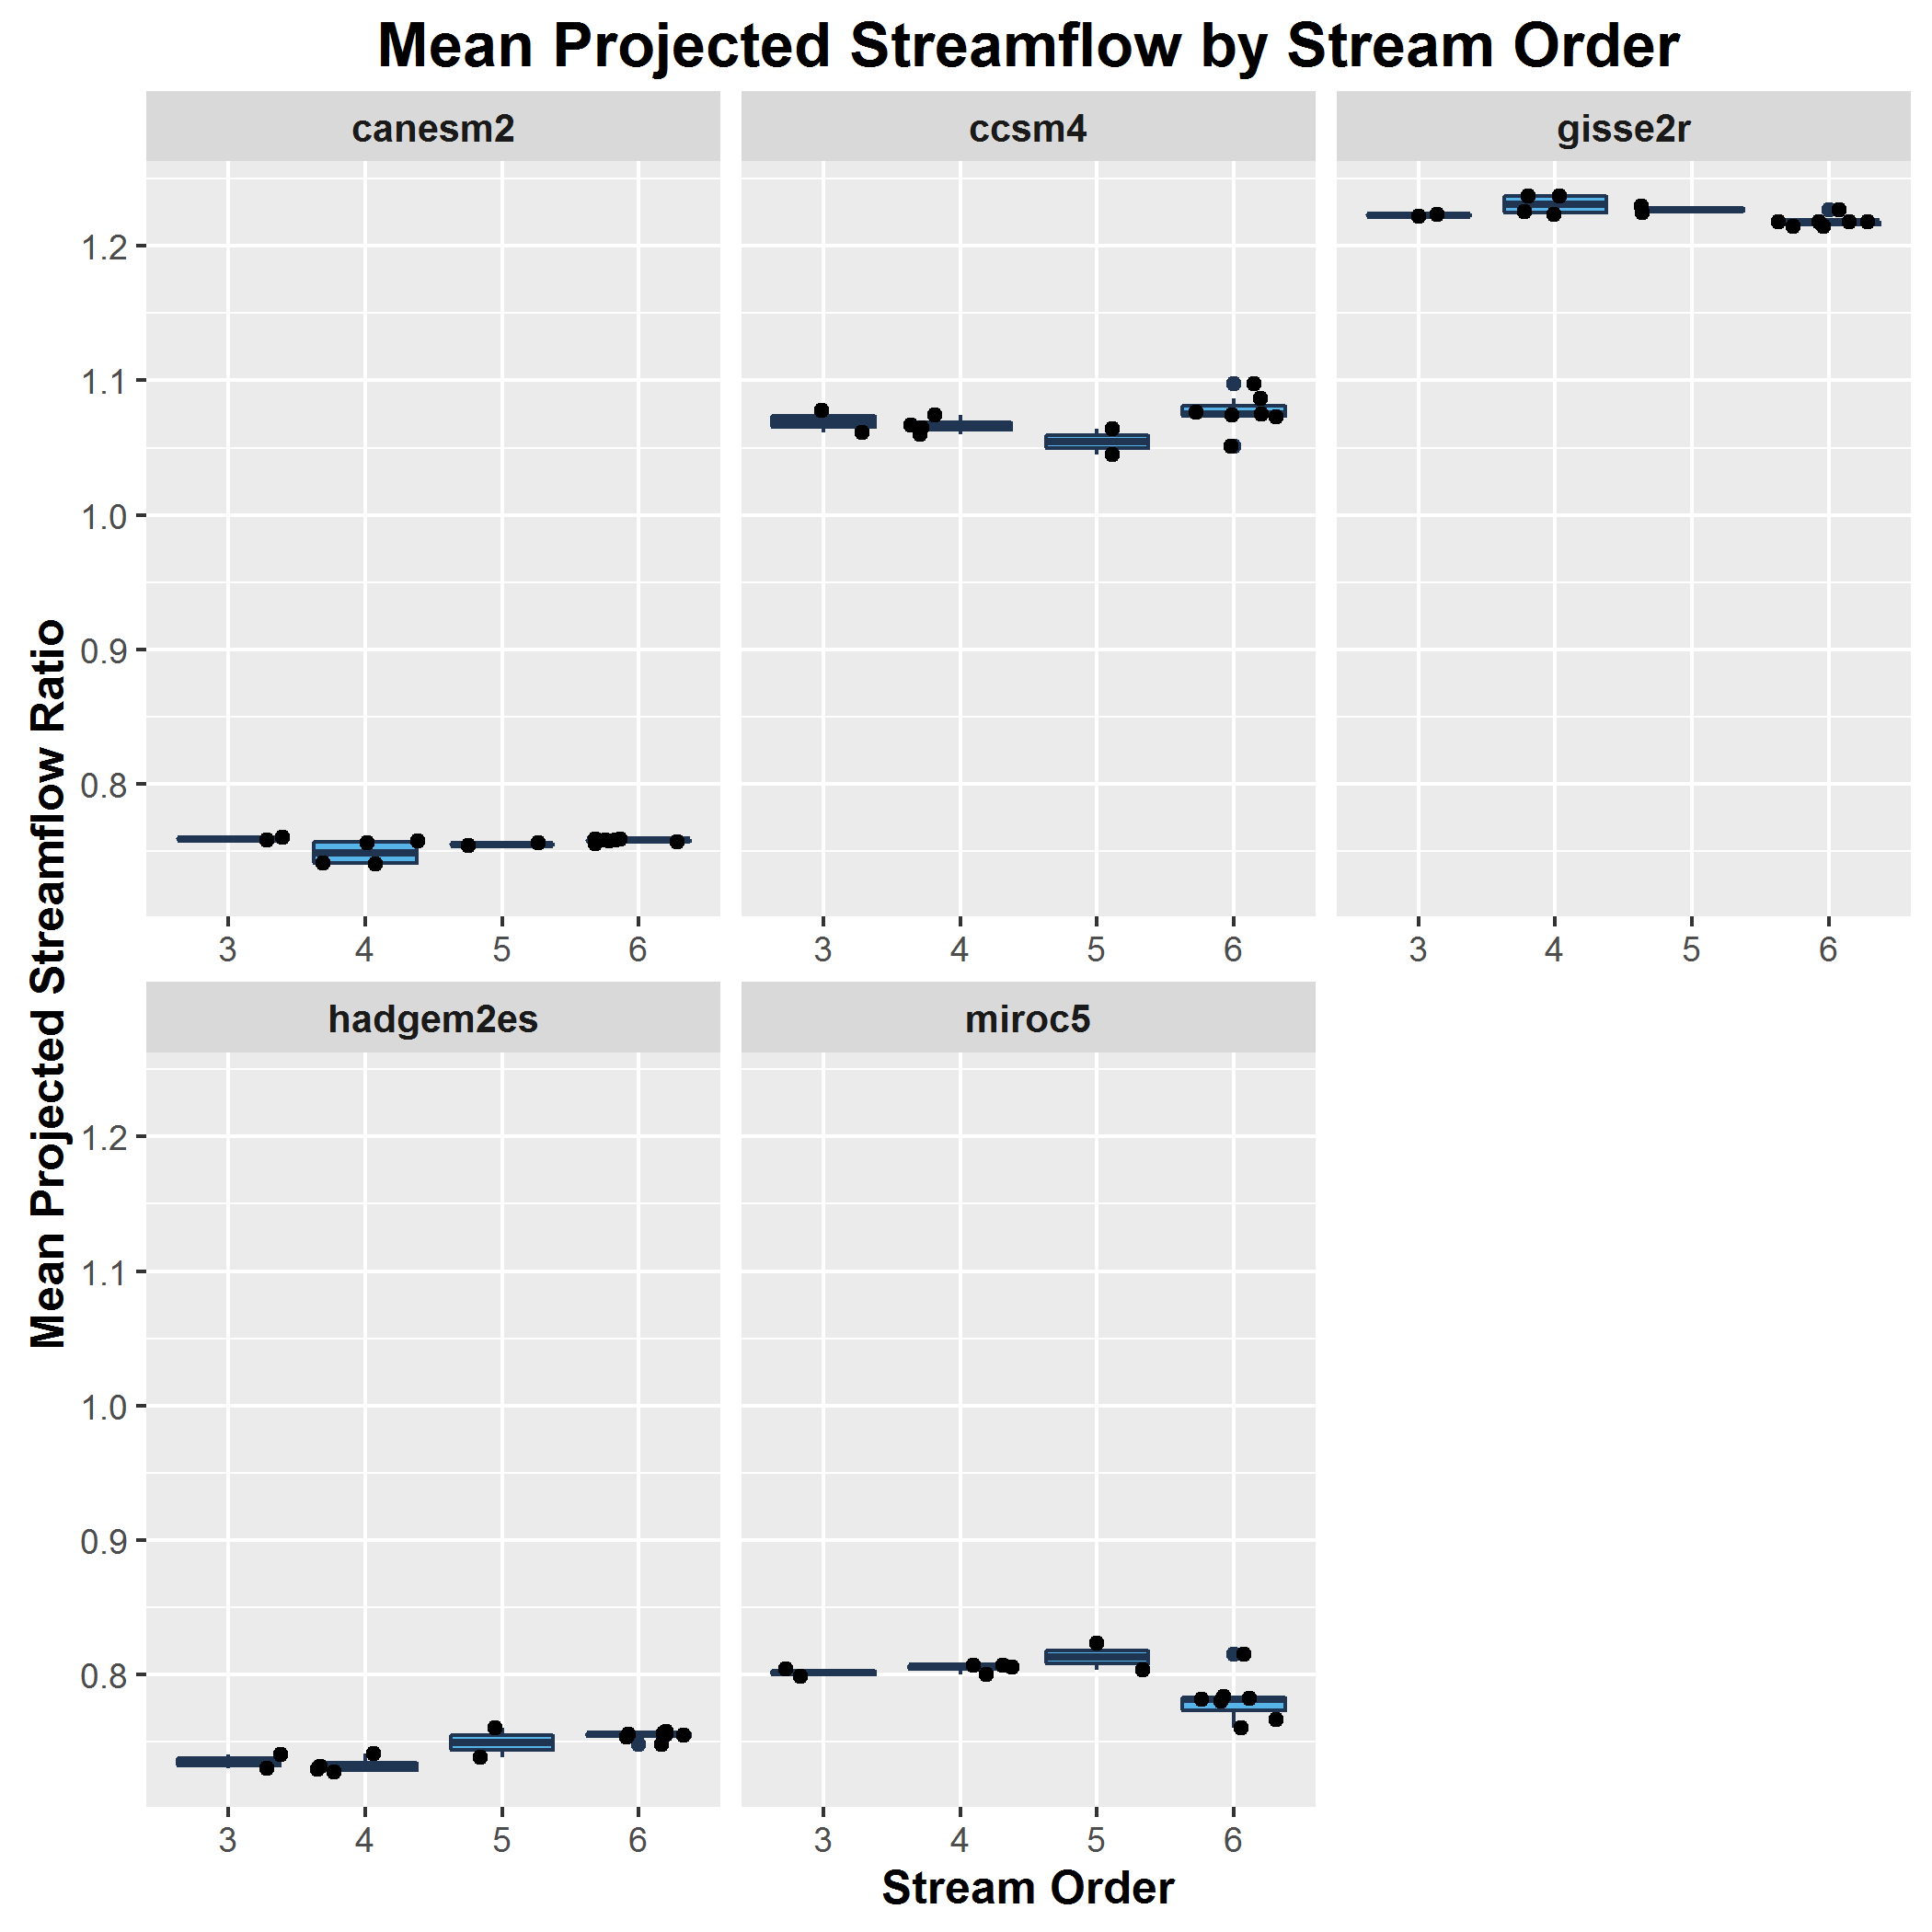 Mean Projected Streamflow by Stream Order
canesm2 ccsm4 gisse2r
1.2
1.1
1.0
0.9
0.8
3 4 5 6 3 4 5 6 3 4 5 6
Mean Projected Streamflow Ratio
hadgem2es miroc5
1.2
1.1
1.0
0.9
0.8
3 4 5 6 3 4 5 6
Stream Order